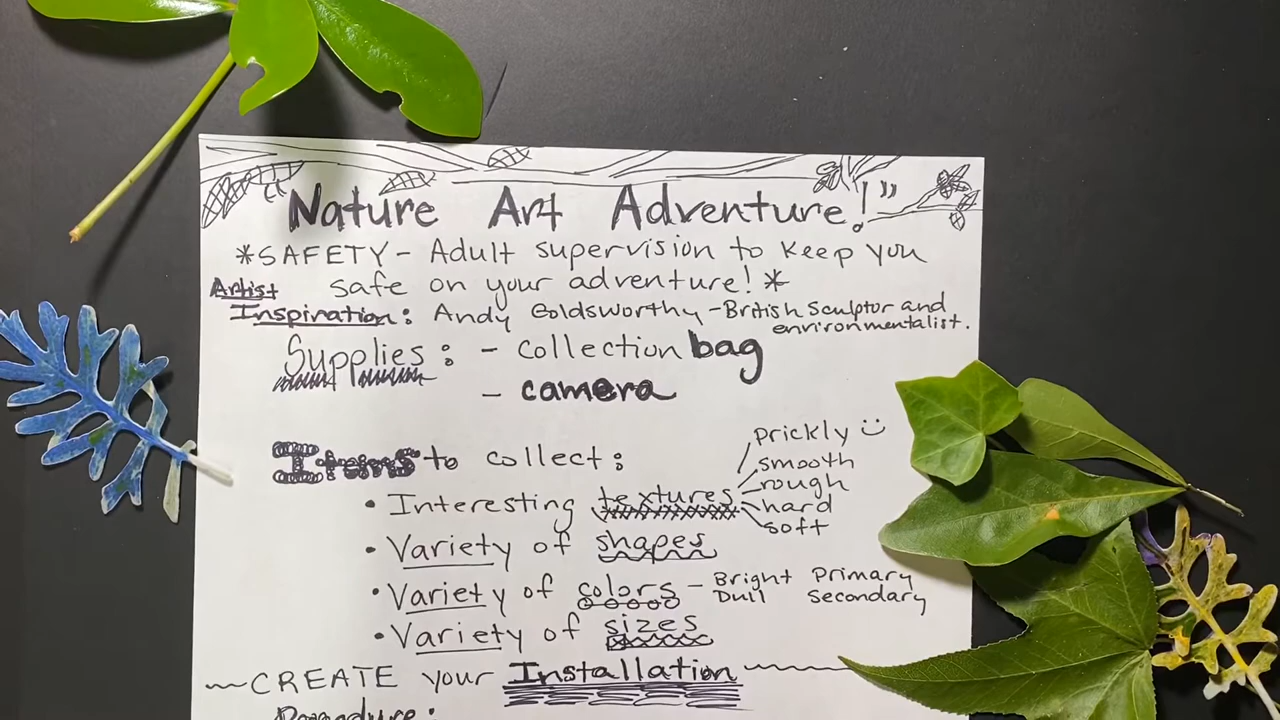 Nature Art Adventure!"
*SAFETY- Adult supervision to keep you
safe on your adventure! *
Artist
Inspiration: Andy Goldsworthy -British Sculptor and
environmentalist.
Supplies: - collection bag
- camera
Items to collect:
• Interesting textures
prickly
smooth
rough
hard
soft
• Variety of shapes
• Variety of colors - Bright Primary
Dull Secondary
• Variety of sizes
~CREATE your Installation
Procedure: